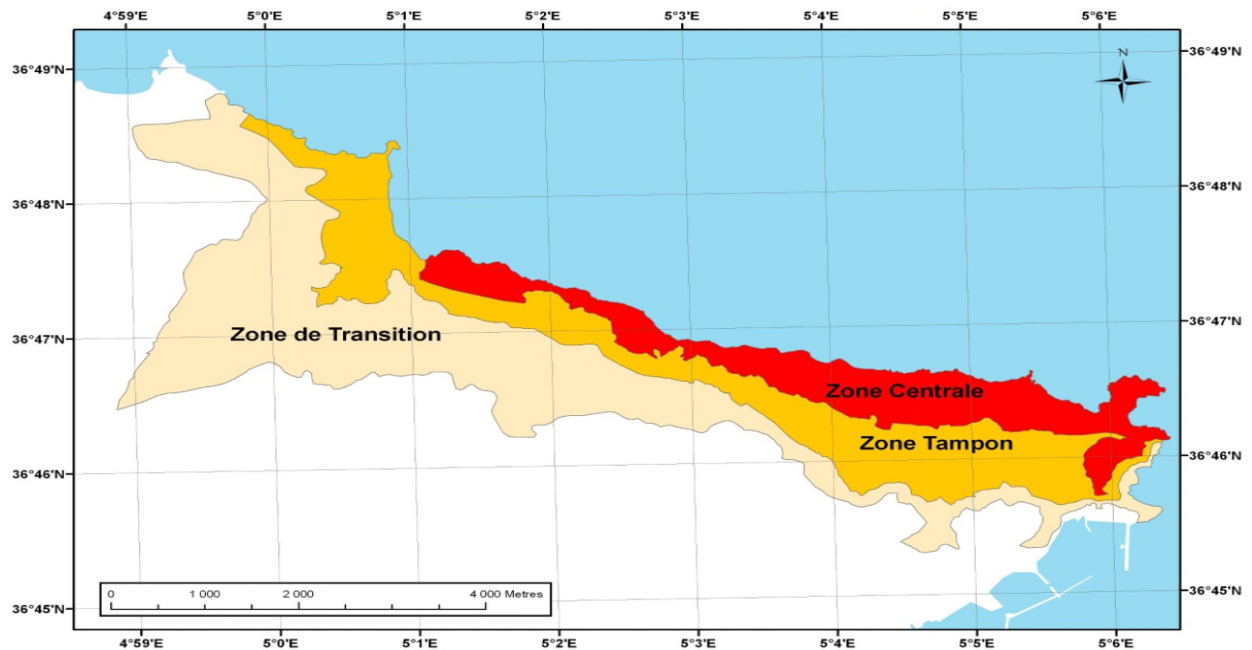 4°59'E 5°0'E 5°1'E 5°2'E 5°3'E 5°4'E 5°5'E 5°6'E
36°49'N 36°49'N
N
36°48'N 36°48'N
36°47'N 36°47'N
Zone de Transition
Zone Centrale
Zone Tampon
36°46'N 36°46'N
0 1 000 2 000 4 000 Metres
36°45'N 36°45'N
4°59'E 5°0'E 5°1'E 5°2'E 5°3'E 5°4'E 5°5'E 5°6'E